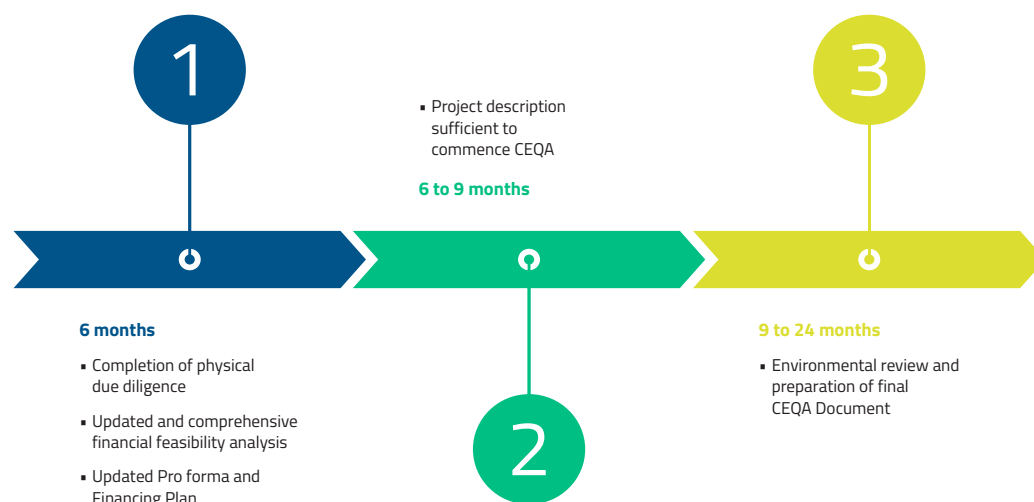 1
6 months
▪ Completion of physical
due diligence
▪ Updated and comprehensive
financial feasibility analysis
▪ Updated Pro forma and
Financing Plan
▪ Project description
sufficient to
commence CEQA
6 to 9 months
2
3
9 to 24 months
▪ Environmental review and
preparation of final
CEQA Document